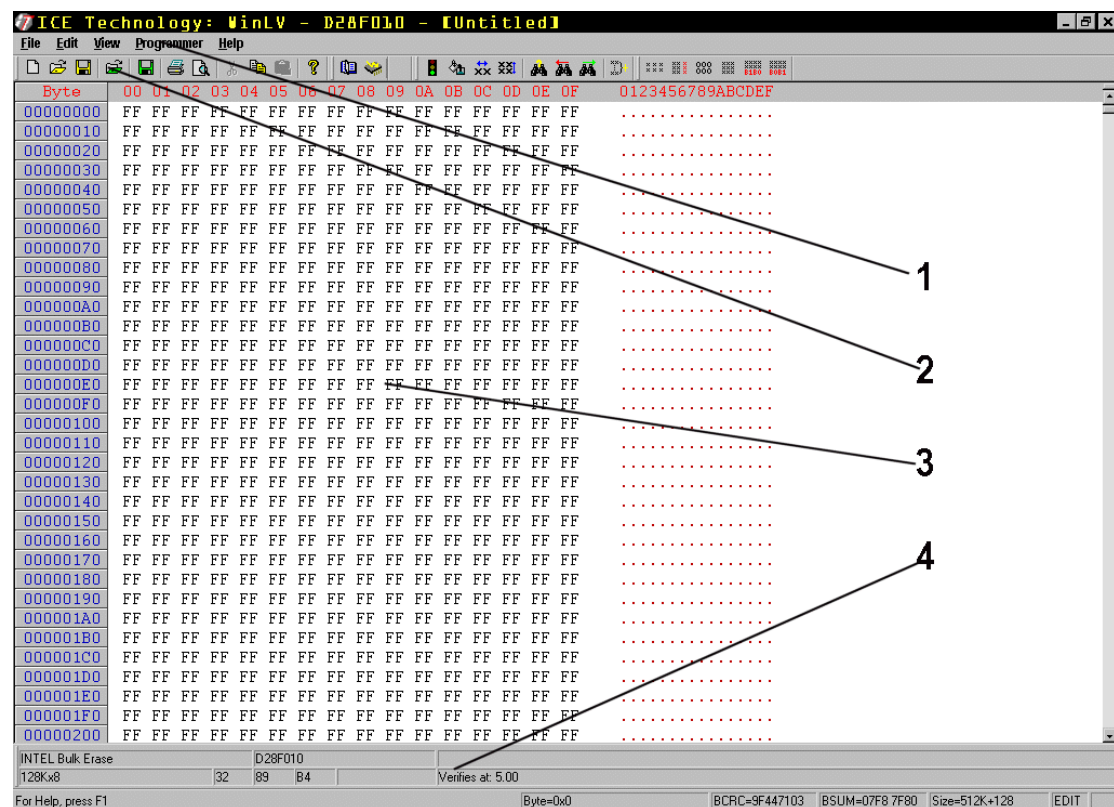 ICE Technology: WinLV - D28F010 - [Untitled]
File Edit View Programmer Help
Byte 00 01 02 03 04 05 06 07 08 09 0A 0B 0C 0D 0E 0F 0123456789ABCDEF
00000000 FF FF FF FF FF FF FF FF FF FF FF FF FF FF FF FF ................
00000010 FF FF FF FF FF FF FF FF FF FF FF FF FF FF FF FF ................
00000020 FF FF FF FF FF FF FF FF FF FF FF FF FF FF FF FF ................
00000030 FF FF FF FF FF FF FF FF FF FF FF FF FF FF FF FF ................
00000040 FF FF FF FF FF FF FF FF FF FF FF FF FF FF FF FF ................
00000050 FF FF FF FF FF FF FF FF FF FF FF FF FF FF FF FF ................
00000060 FF FF FF FF FF FF FF FF FF FF FF FF FF FF FF FF ................
00000070 FF FF FF FF FF FF FF FF FF FF FF FF FF FF FF FF ................
00000080 FF FF FF FF FF FF FF FF FF FF FF FF FF FF FF FF ................ 1
00000090 FF FF FF FF FF FF FF FF FF FF FF FF FF FF FF FF ................
000000A0 FF FF FF FF FF FF FF FF FF FF FF FF FF FF FF FF ................
000000B0 FF FF FF FF FF FF FF FF FF FF FF FF FF FF FF FF ................
000000C0 FF FF FF FF FF FF FF FF FF FF FF FF FF FF FF FF ................
000000D0 FF FF FF FF FF FF FF FF FF FF FF FF FF FF FF FF ................ 2
000000E0 FF FF FF FF FF FF FF FF FF FF FF FF FF FF FF FF ................
000000F0 FF FF FF FF FF FF FF FF FF FF FF FF FF FF FF FF ................
00000100 FF FF FF FF FF FF FF FF FF FF FF FF FF FF FF FF ................
00000110 FF FF FF FF FF FF FF FF FF FF FF FF FF FF FF FF ................
00000120 FF FF FF FF FF FF FF FF FF FF FF FF FF FF FF FF ................ 3
00000130 FF FF FF FF FF FF FF FF FF FF FF FF FF FF FF FF ................
00000140 FF FF FF FF FF FF FF FF FF FF FF FF FF FF FF FF ................
00000150 FF FF FF FF FF FF FF FF FF FF FF FF FF FF FF FF ................
00000160 FF FF FF FF FF FF FF FF FF FF FF FF FF FF FF FF ................
00000170 FF FF FF FF FF FF FF FF FF FF FF FF FF FF FF FF ................ 4
00000180 FF FF FF FF FF FF FF FF FF FF FF FF FF FF FF FF ................
00000190 FF FF FF FF FF FF FF FF FF FF FF FF FF FF FF FF ................
000001A0 FF FF FF FF FF FF FF FF FF FF FF FF FF FF FF FF ................
000001B0 FF FF FF FF FF FF FF FF FF FF FF FF FF FF FF FF ................
000001C0 FF FF FF FF FF FF FF FF FF FF FF FF FF FF FF FF ................
000001D0 FF FF FF FF FF FF FF FF FF FF FF FF FF FF FF FF ................
000001E0 FF FF FF FF FF FF FF FF FF FF FF FF FF FF FF FF ................
000001F0 FF FF FF FF FF FF FF FF FF FF FF FF FF FF FF FF ................
00000200 FF FF FF FF FF FF FF FF FF FF FF FF FF FF FF FF ................
INTEL Bulk Erase D28F010
128Kx8 32 89 B4 Verifies at: 5.00
For Help, press F1 Byte=0x0 BCRC=9F447103 BSUM=07F8 7F80 Size=512K+128 EDIT